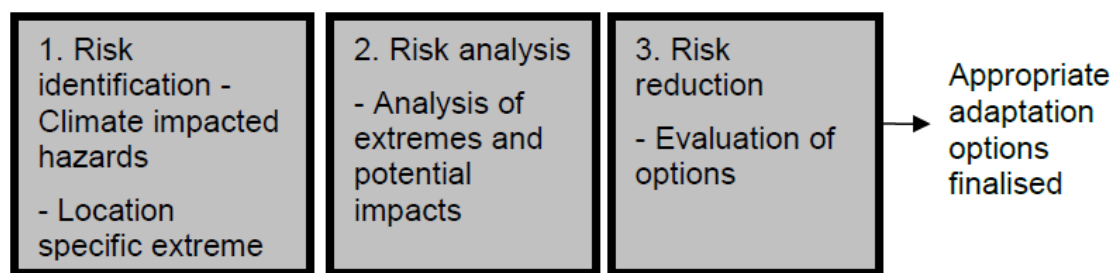 1. Risk
identification -
Climate impacted
hazards
- Location
specific extreme
2. Risk analysis
- Analysis of
extremes and
potential
impacts
3. Risk
reduction
- Evaluation of
options
Appropriate
adaptation
options
finalised